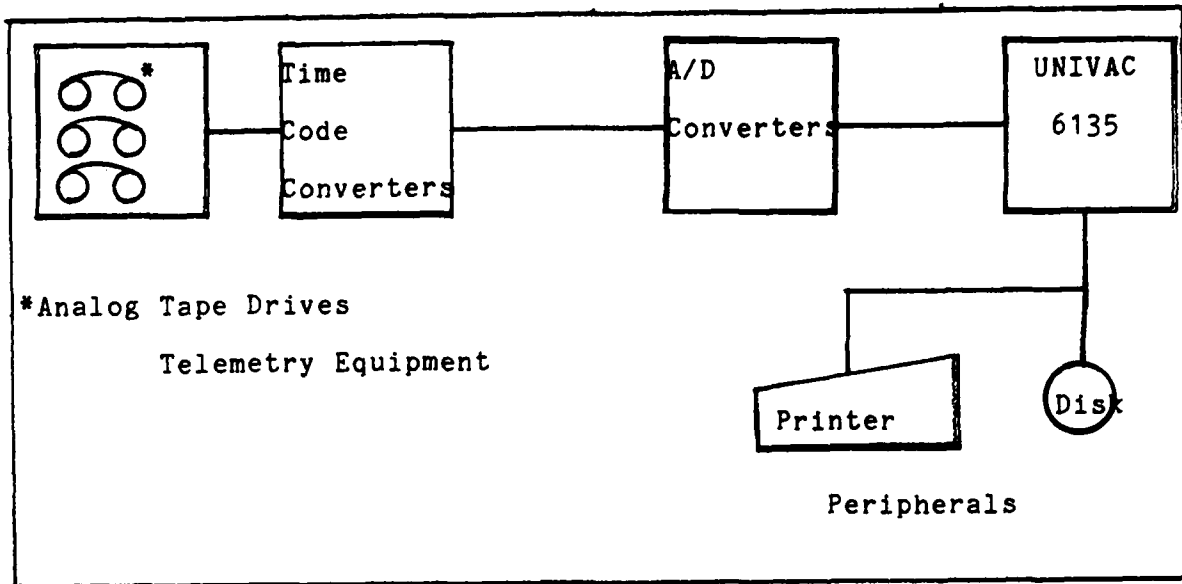 *
Time
Code
Converters
A/D
Converters
UNIVAC
6135
*Analog Tape Drives
Telemetry Equipment
Printer
Disk
Peripherals